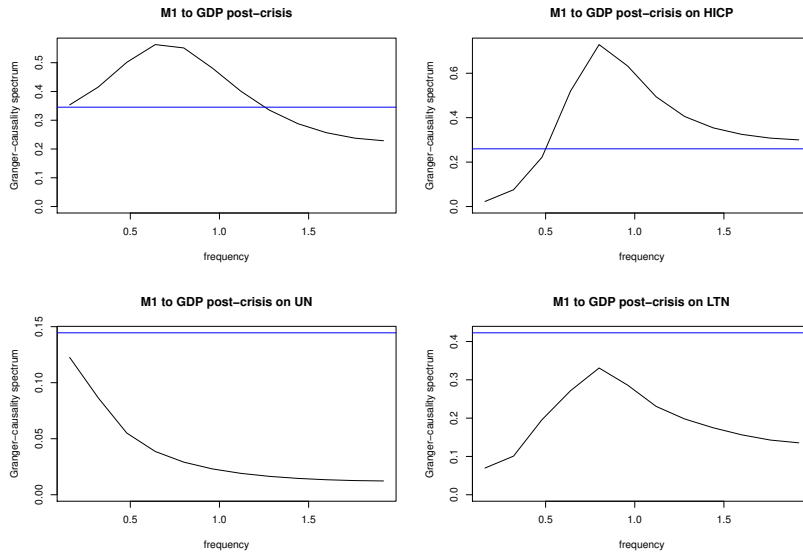 M1 to GDP post−crisis
Granger−causality spectrum
0.0 0.1 0.2 0.3 0.4 0.5
0.5 1.0 1.5
frequency
M1 to GDP post−crisis on HICP
Granger−causality spectrum
0.0 0.2 0.4 0.6
0.5 1.0 1.5
frequency
M1 to GDP post−crisis on UN
Granger−causality spectrum
0.00 0.05 0.10 0.15
0.5 1.0 1.5
frequency
M1 to GDP post−crisis on LTN
Granger−causality spectrum
0.0 0.1 0.2 0.3 0.4
0.5 1.0 1.5
frequency